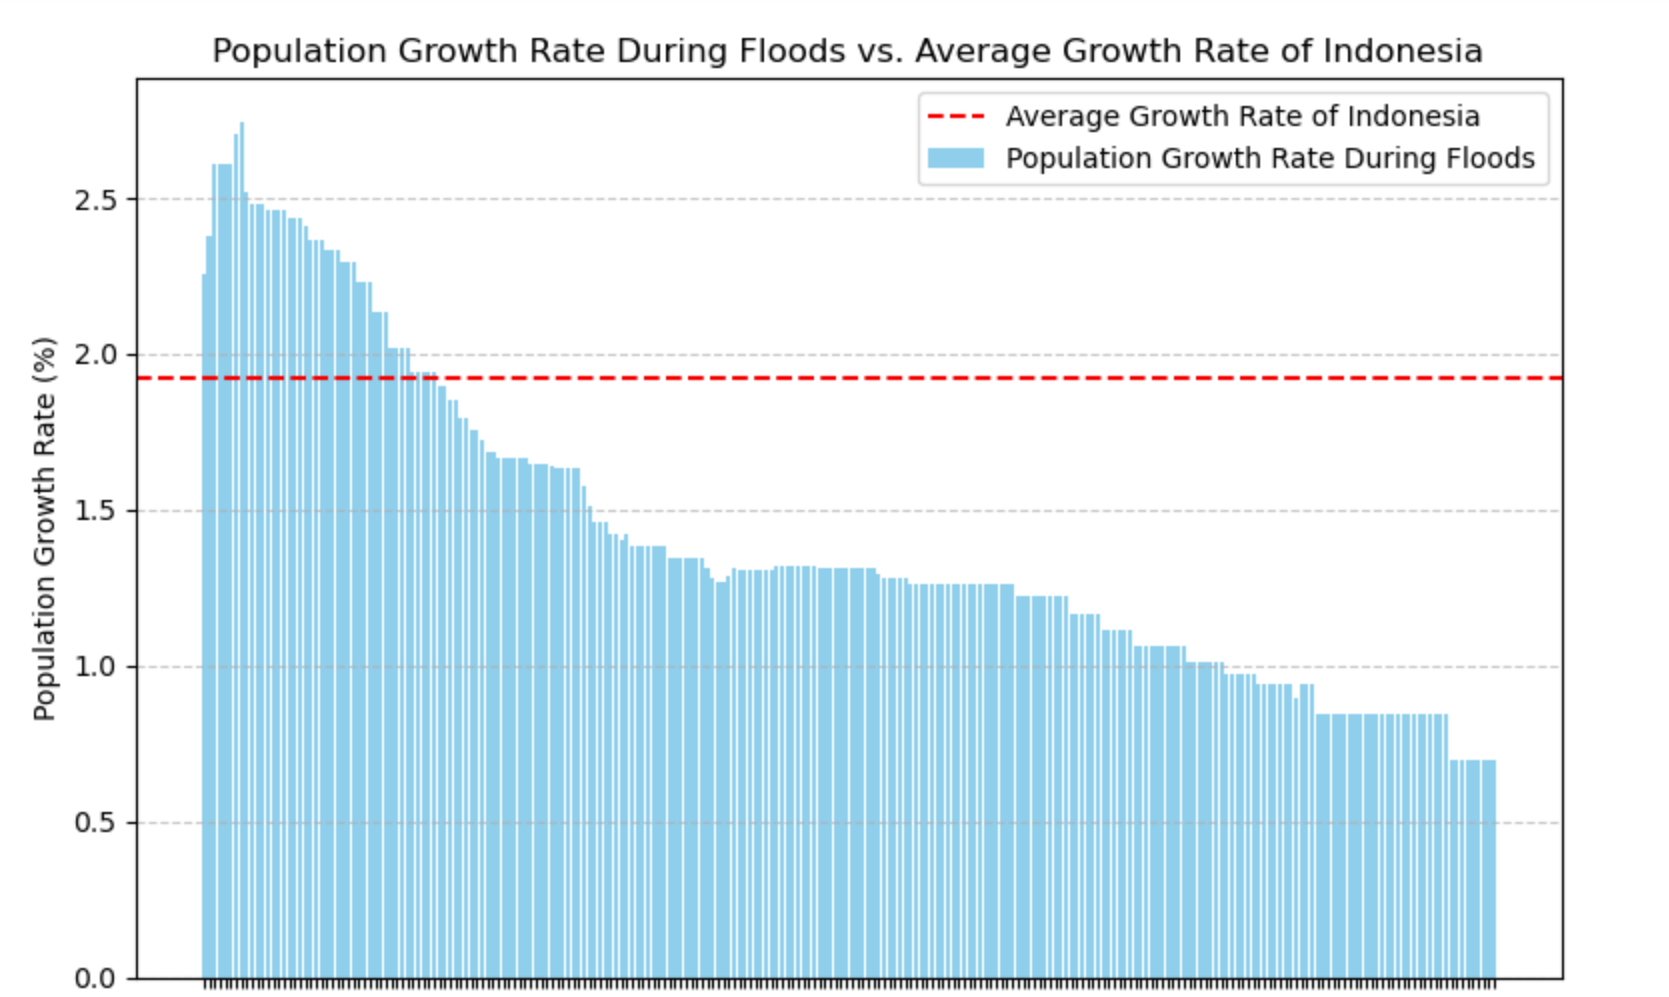 Population Growth Rate During Floods vs. Average Growth Rate of Indonesia
Average Growth Rate of Indonesia
Population Growth Rate During Floods
Population Growth Rate (%)
2.5
2.0
1.5
1.0
0.5
0.0